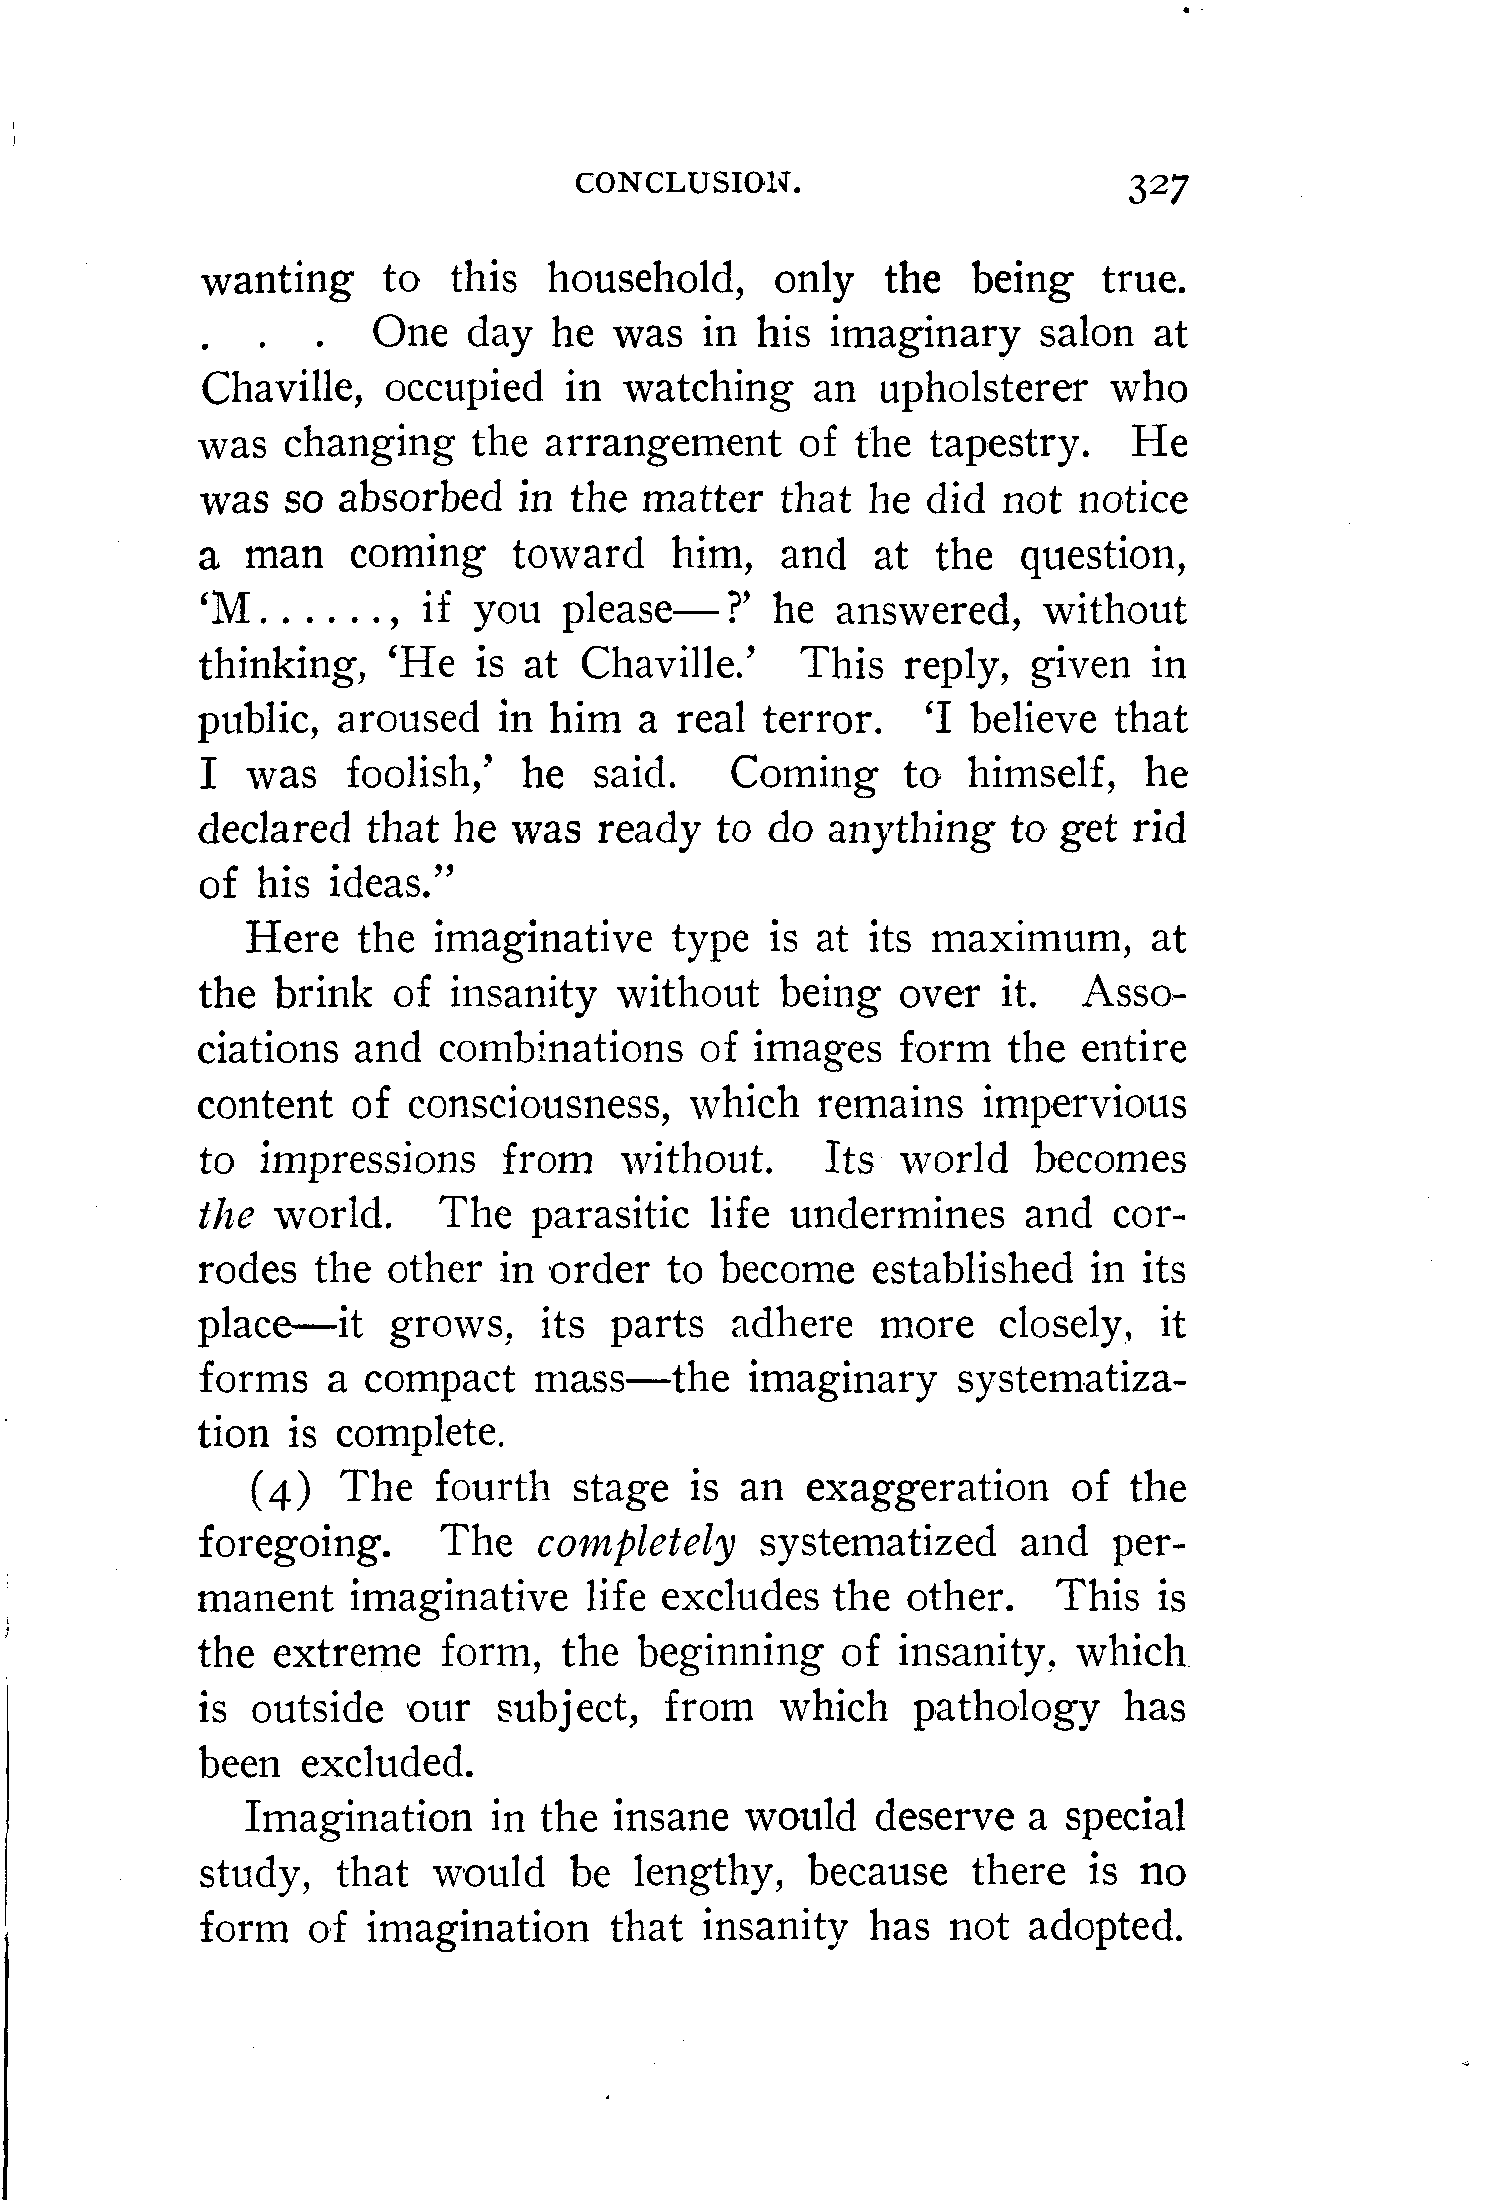 CONCLUSION. 327
wanting to this household, only the being true.
. . . One day he was in his imaginary salon at
Chaville, occupied in watching an upholsterer who
was changing the arrangement of the tapestry. He
was so absorbed in the matter that he did not notice
a man coming toward him, and at the question,
‘M......, if you please—?’ he answered, without
thinking, ‘He is at Chaville.’ This reply, given in
public, aroused in him a real terror. ‘I believe that
I was foolish,’ he said. Coming to himself, he
declared that he was ready to do anything to get rid
of his ideas.”
Here the imaginative type is at its maximum, at
the brink of insanity without being over it. Asso-
ciations and combinations of images form the entire
content of consciousness, which remains impervious
to impressions from without. Its world becomes
the world. The parasitic life undermines and cor-
rodes the other in order to become established in its
place—it grows, its parts adhere more closely, it
forms a compact mass—the imaginary systematiza-
tion is complete.
(4) The fourth stage is an exaggeration of the
foregoing. The completely systematized and per-
manent imaginative life excludes the other. This is
the extreme form, the beginning of insanity, which
is outside our subject, from which pathology has
been excluded.
Imagination in the insane would deserve a special
study, that would be lengthy, because there is no
form of imagination that insanity has not adopted.